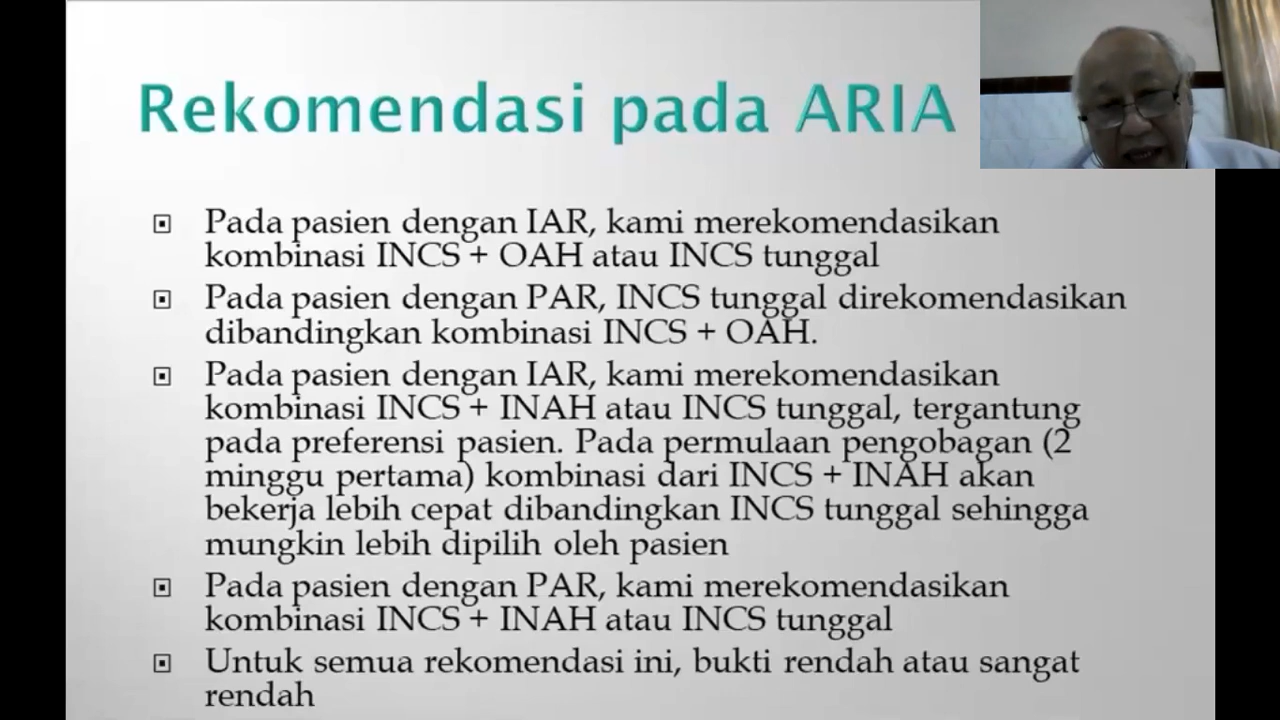 Rekomendasi pada ARIA
Pada pasien dengan IAR, kami merekomendasikan
kombinasi INCS + OAH atau INCS tunggal
Pada pasien dengan PAR, INCS tunggal direkomendasikan
dibandingkan kombinasi INCS + OAH.
Pada pasien dengan IAR, kami merekomendasikan
kombinasi INCS + INAH atau INCS tunggal, tergantung
pada preferensi pasien. Pada permulaan pengobagan (2
minggu pertama) kombinasi dari INCS + INAH akan
bekerja lebih cepat dibandingkan INCS tunggal sehingga
mungkin lebih dipilih oleh pasien
Pada pasien dengan PAR, kami merekomendasikan
kombinasi INCS + INAH atau INCS tunggal
Untuk semua rekomendasi ini, bukti rendah atau sangat
rendah